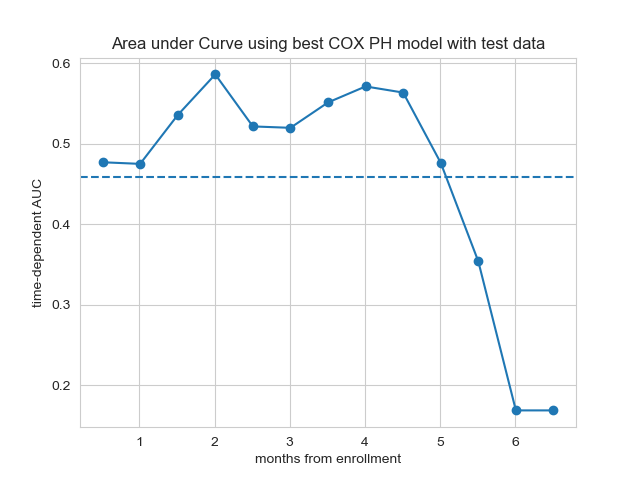 Area under Curve using best COX PH model with test data
time-dependent AUC
0.6
0.5
0.4
0.3
0.2
1 2 3 4 5 6
months from enrollment